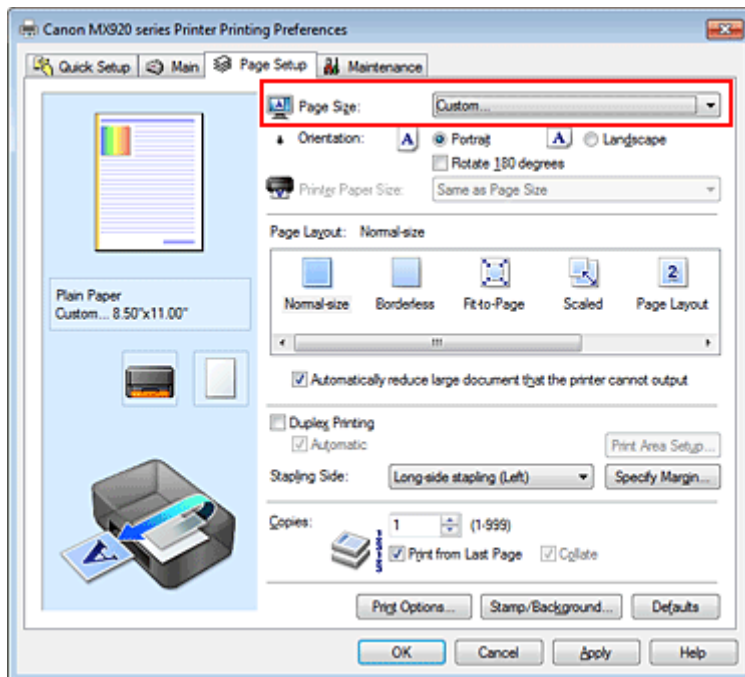 Canon MX920 series Printer Printing Preferences
Quick Setup Main Page Setup Maintenance
Page Size: Custom...
Orientation: A Portrait A Landscape
Rotate 180 degrees
Printer Paper Size: Same as Page Size
Page Layout: Normal-size
2
Normal-size Borderless Fit-to-Page Scaled Page Layout
Plain Paper
Custom... 8.50"x11.00"
Automatically reduce large document that the printer cannot output
Duplex Printing
Automatic
Print Area Setup...
Stapling Side: Long-side stapling (Left) Specify Margin...
Copies: 1 (1-999)
Print from Last Page Collate
A
Print Options... Stamp/Background... Defaults
OK Cancel Apply Help